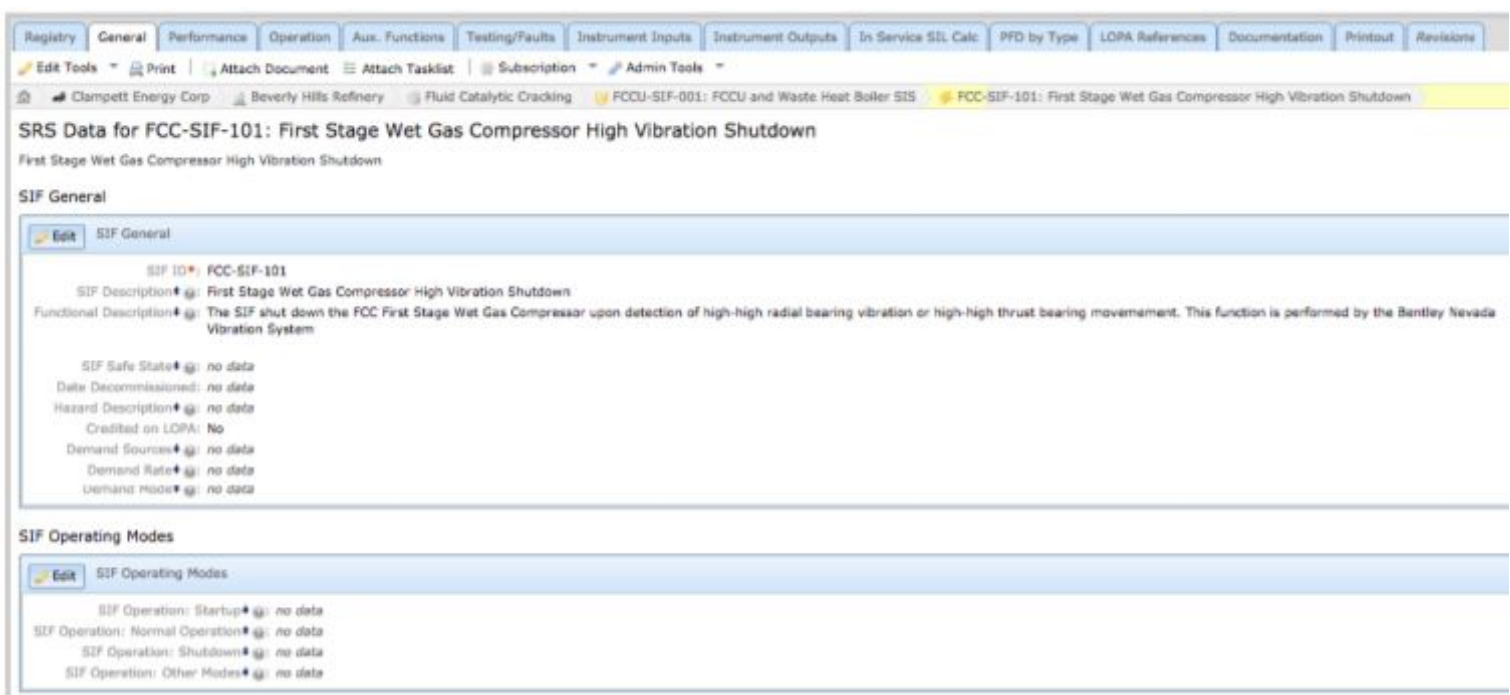 Registry General Performance Operation Aux. Functions Testing/Faults Instrument Inputs Instrument Outputs In Service SIL Calc PFD by Type LOPA References Documentation Printout Revisions
Edit Tools Print Attach Document Attach Tasklist Subscription Admin Tools
Clampett Energy Corp Beverly Hills Refinery Fluid Catalytic Cracking FCCU-SIF-001: FCCU and Waste Heat Boiler SIS FCC-SIF-101: First Stage Wet Gas Compressor High Vibration Shutdown
SRS Data for FCC-SIF-101: First Stage Wet Gas Compressor High Vibration Shutdown
First Stage Wet Gas Compressor High Vibration Shutdown
SIF General
Edit SIF General
SIF ID*: FCC-SIF-101
SIF Description: First Stage Wet Gas Compressor High Vibration Shutdown
Functional Description: The SIF shut down the FCC First Stage Wet Gas Compressor upon detection of high-high radial bearing vibration or high-high thrust bearing movemement. This function is performed by the Bentley Nevada
Vibration System
SIF Safe State: no data
Date Decommissioned: no data
Hazard Description: no data
Credited on LOPA: No
Demand Sources: no data
Demand Rate: no data
Demand Mode: no data
SIF Operating Modes
Edit SIF Operating Modes
SIF Operation: Startup: no data
SIF Operation: Normal Operation: no data
SIF Operation: Shutdown: no data
SIF Operation: Other Modes: no data